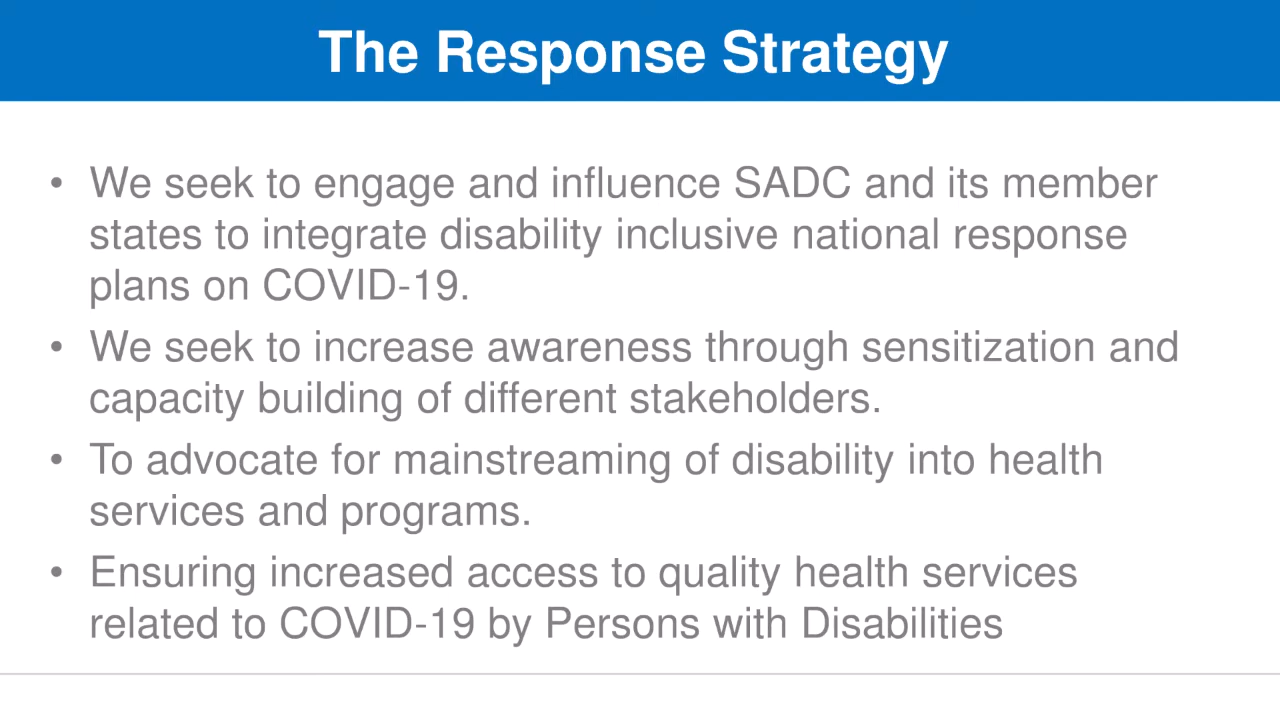 The Response Strategy
• We seek to engage and influence SADC and its member
states to integrate disability inclusive national response
plans on COVID-19.
• We seek to increase awareness through sensitization and
capacity building of different stakeholders.
• To advocate for mainstreaming of disability into health
services and programs.
• Ensuring increased access to quality health services
related to COVID-19 by Persons with Disabilities